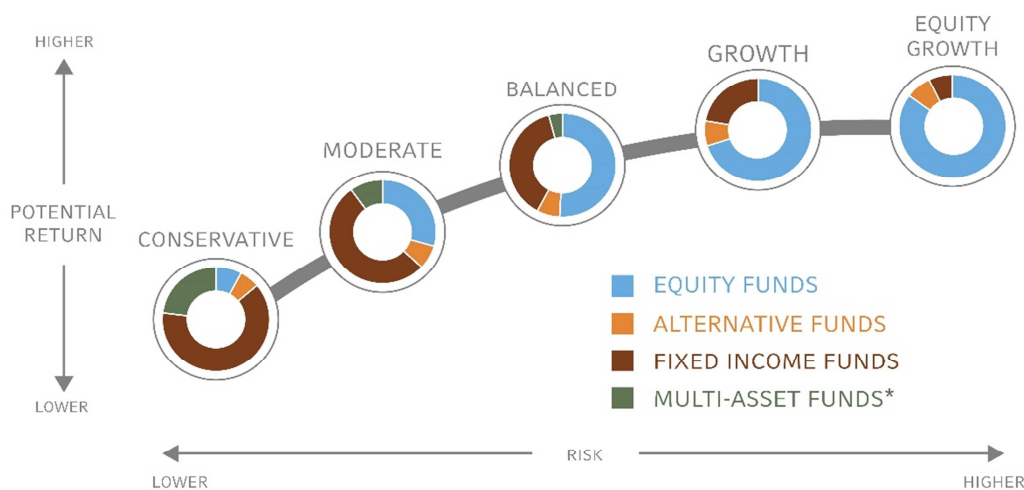 HIGHER
POTENTIAL
RETURN
LOWER
CONSERVATIVE
MODERATE
BALANCED
GROWTH
EQUITY
GROWTH
EQUITY FUNDS
ALTERNATIVE FUNDS
FIXED INCOME FUNDS
MULTI-ASSET FUNDS*
RISK
LOWER
HIGHER